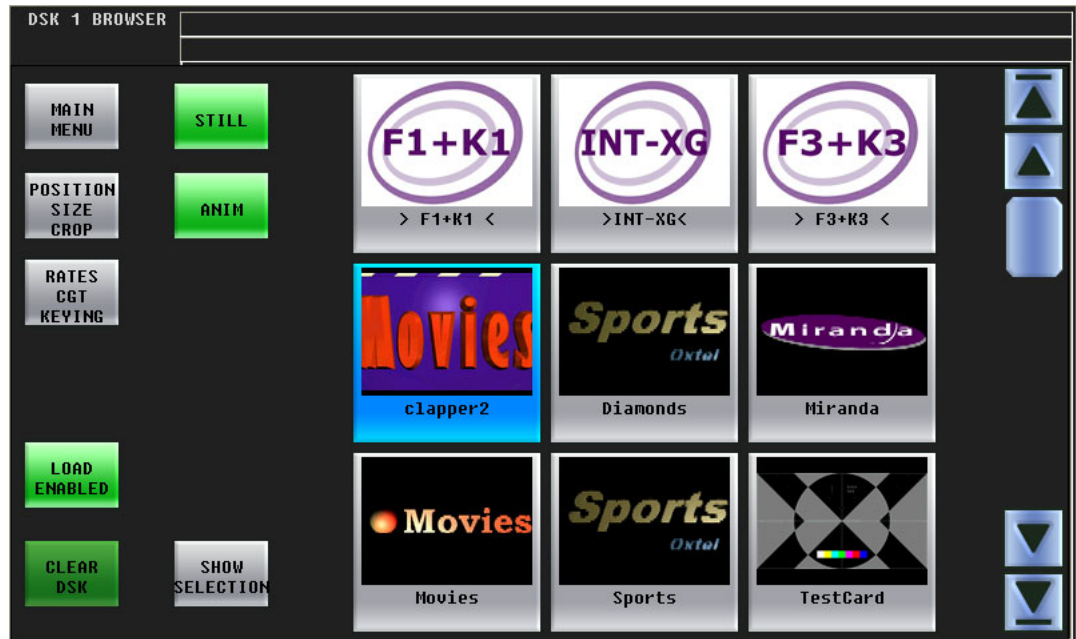 DSK 1 BROWSER
MAIN
MENU
STILL
POSITION
SIZE
CROP
ANIM
RATES
CGT
KEYING
LOAD
ENABLED
CLEAR
DSK
SHOW
SELECTION
F1+K1
> F1+K1 <
INT-XG
>INT-XG<
F3+K3
> F3+K3 <
Movies
clapper2
Sports
Oxtel
Diamonds
Miranda
Miranda
Movies
Movies
Sports
Oxtel
Sports
TestCard